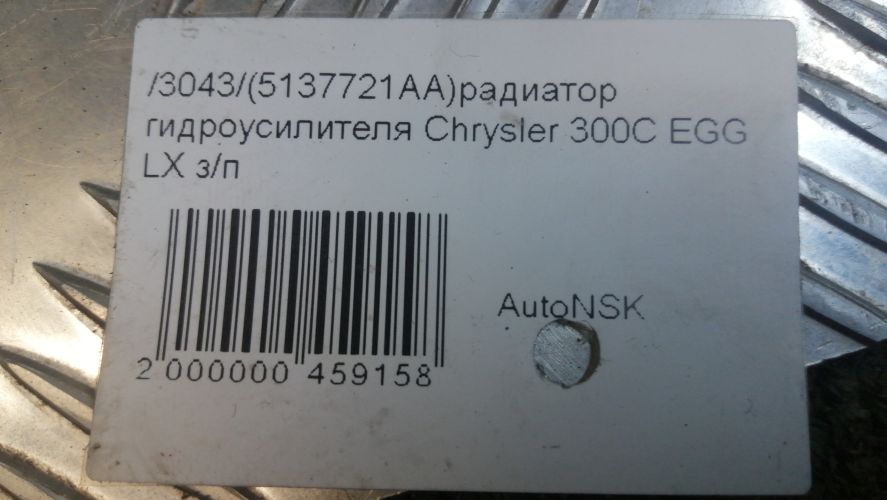 /3043/(5137721AA)радиатор
гидроусилителя Chrysler 300C EGG
LX з/п
AutoNSK
2 000000 459158